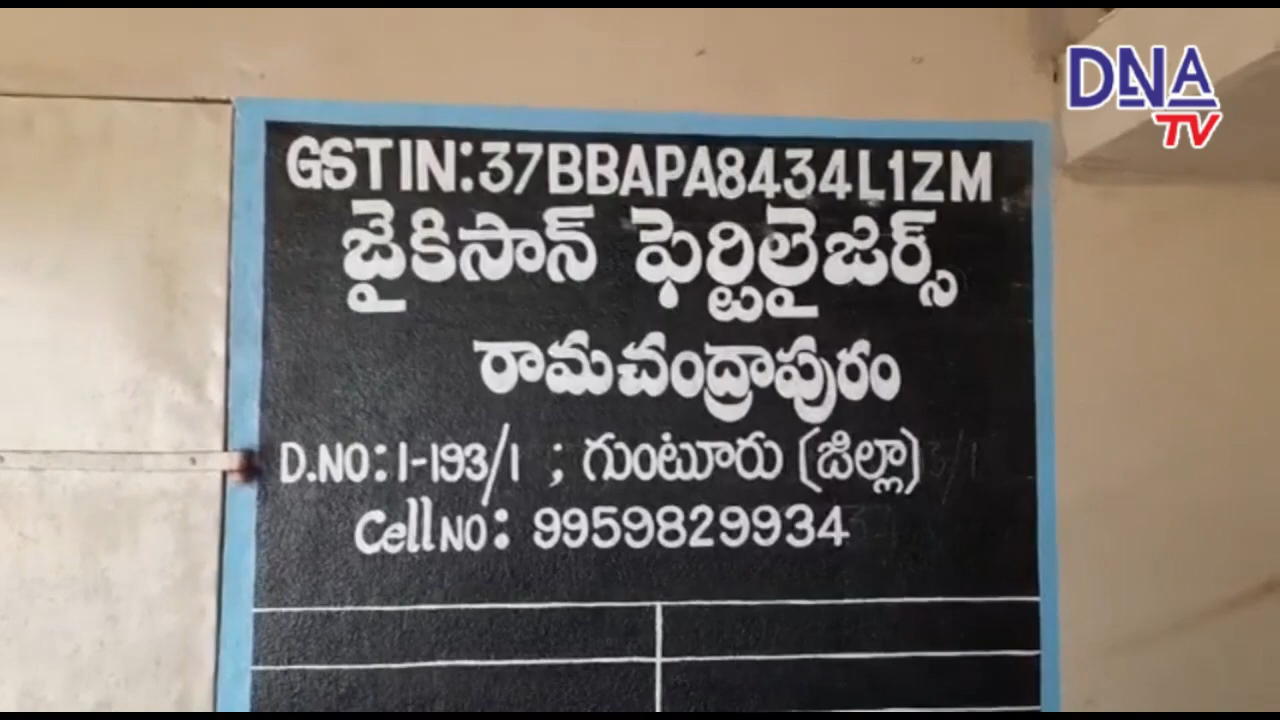 DNA
TV
GSTIN:37BBAPA8434L1ZM
జైకిసాన్ ఫెర్టిలైజర్స్
రామచంద్రాపురం
D.NO:1-193/1 ; గుంటూరు (జిల్లా)
Cell NO: 9959829934